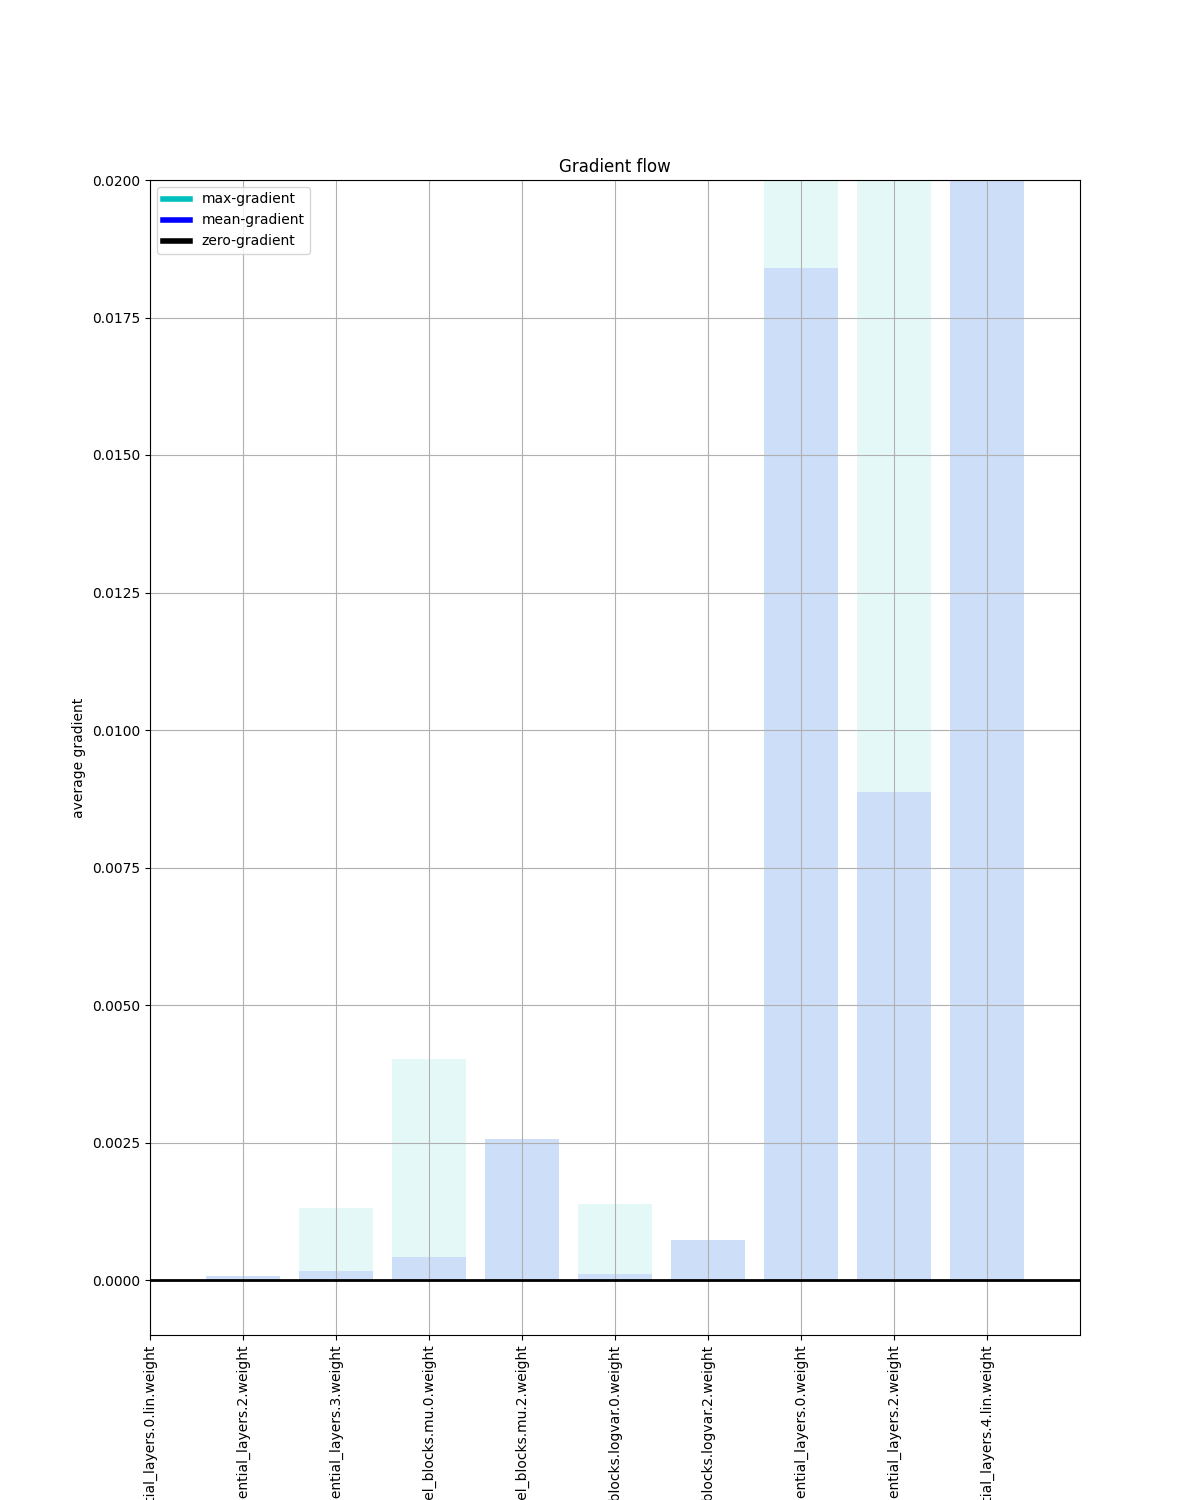 Gradient flow
max-gradient
mean-gradient
zero-gradient
average gradient
0.0200
0.0175
0.0150
0.0125
0.0100
0.0075
0.0050
0.0025
0.0000
tial_layers.0.lin.weight
ential_layers.2.weight
ential_layers.3.weight
el_blocks.mu.0.weight
el_blocks.mu.2.weight
blocks.logvar.0.weight
blocks.logvar.2.weight
ential_layers.0.weight
ential_layers.2.weight
tial_layers.4.lin.weight